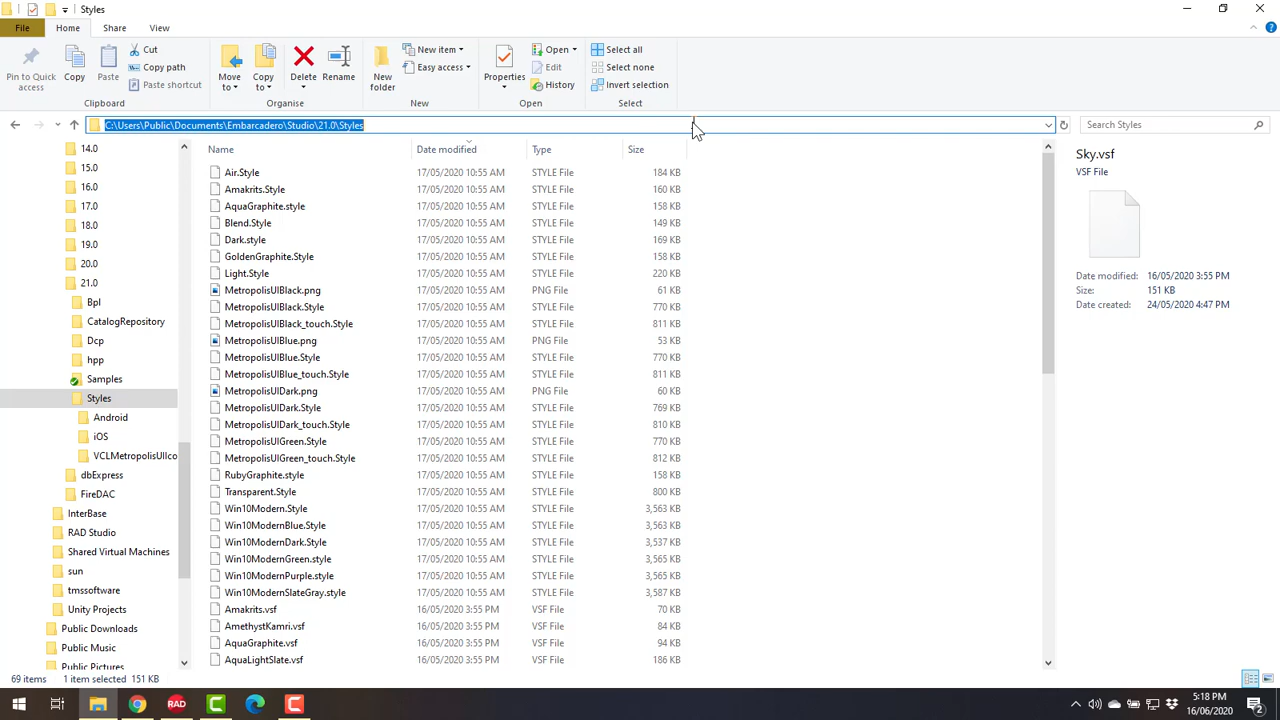 Styles
File Home Share View
Pin to Quick access
Copy
Paste
Cut
Copy path
Paste shortcut
Clipboard
Move to
Copy to
Delete
Rename
Organise
New folder
New item
Easy access
New
Properties
Open
Edit
History
Open
Select all
Select none
Invert selection
Select
C:\Users\Public\Documents\Embarcadero\Studio\21.0\Styles
Search Styles
14.0
15.0
16.0
17.0
18.0
19.0
20.0
21.0
Bpl
CatalogRepository
Dcp
hpp
Samples
Styles
Android
iOS
VCLMetropolisUIco
dbExpress
FireDAC
InterBase
RAD Studio
Shared Virtual Machines
sun
tmssoftware
Unity Projects
Public Downloads
Public Music
Public Pictures
Name Date modified Type Size
Air.Style 17/05/2020 10:55 AM STYLE File 184 KB
Amakrits.Style 17/05/2020 10:55 AM STYLE File 160 KB
AquaGraphite.style 17/05/2020 10:55 AM STYLE File 158 KB
Blend.Style 17/05/2020 10:55 AM STYLE File 149 KB
Dark.style 17/05/2020 10:55 AM STYLE File 169 KB
GoldenGraphite.Style 17/05/2020 10:55 AM STYLE File 158 KB
Light.Style 17/05/2020 10:55 AM STYLE File 220 KB
MetropolisUIBlack.png 17/05/2020 10:55 AM PNG File 61 KB
MetropolisUIBlack.Style 17/05/2020 10:55 AM STYLE File 770 KB
MetropolisUIBlack_touch.Style 17/05/2020 10:55 AM STYLE File 811 KB
MetropolisUIBlue.png 17/05/2020 10:55 AM PNG File 53 KB
MetropolisUIBlue.Style 17/05/2020 10:55 AM STYLE File 770 KB
MetropolisUIBlue_touch.Style 17/05/2020 10:55 AM STYLE File 811 KB
MetropolisUIDark.png 17/05/2020 10:55 AM PNG File 60 KB
MetropolisUIDark.Style 17/05/2020 10:55 AM STYLE File 769 KB
MetropolisUIDark_touch.Style 17/05/2020 10:55 AM STYLE File 810 KB
MetropolisUIGreen.Style 17/05/2020 10:55 AM STYLE File 770 KB
MetropolisUIGreen_touch.Style 17/05/2020 10:55 AM STYLE File 812 KB
RubyGraphite.style 17/05/2020 10:55 AM STYLE File 158 KB
Transparent.Style 17/05/2020 10:55 AM STYLE File 800 KB
Win10Modern.Style 17/05/2020 10:55 AM STYLE File 3,563 KB
Win10ModernBlue.Style 17/05/2020 10:55 AM STYLE File 3,563 KB
Win10ModernDark.Style 17/05/2020 10:55 AM STYLE File 3,537 KB
Win10ModernGreen.Style 17/05/2020 10:55 AM STYLE File 3,565 KB
Win10ModernPurple.Style 17/05/2020 10:55 AM STYLE File 3,565 KB
Win10ModernSlateGray.Style 17/05/2020 10:55 AM STYLE File 3,587 KB
Amakrits.vsf 16/05/2020 3:55 PM VSF File 70 KB
AmethystKamri.vsf 16/05/2020 3:55 PM VSF File 84 KB
AquaGraphite.vsf 16/05/2020 3:55 PM VSF File 94 KB
AquaLightSlate.vsf 16/05/2020 3:55 PM VSF File 186 KB
Sky.vsf
VSF File
Date modified: 16/05/2020 3:55 PM
Size: 151 KB
Date created: 24/05/2020 4:47 PM
69 items 1 item selected 151 KB
RAD
5:18 PM
16/06/2020
2